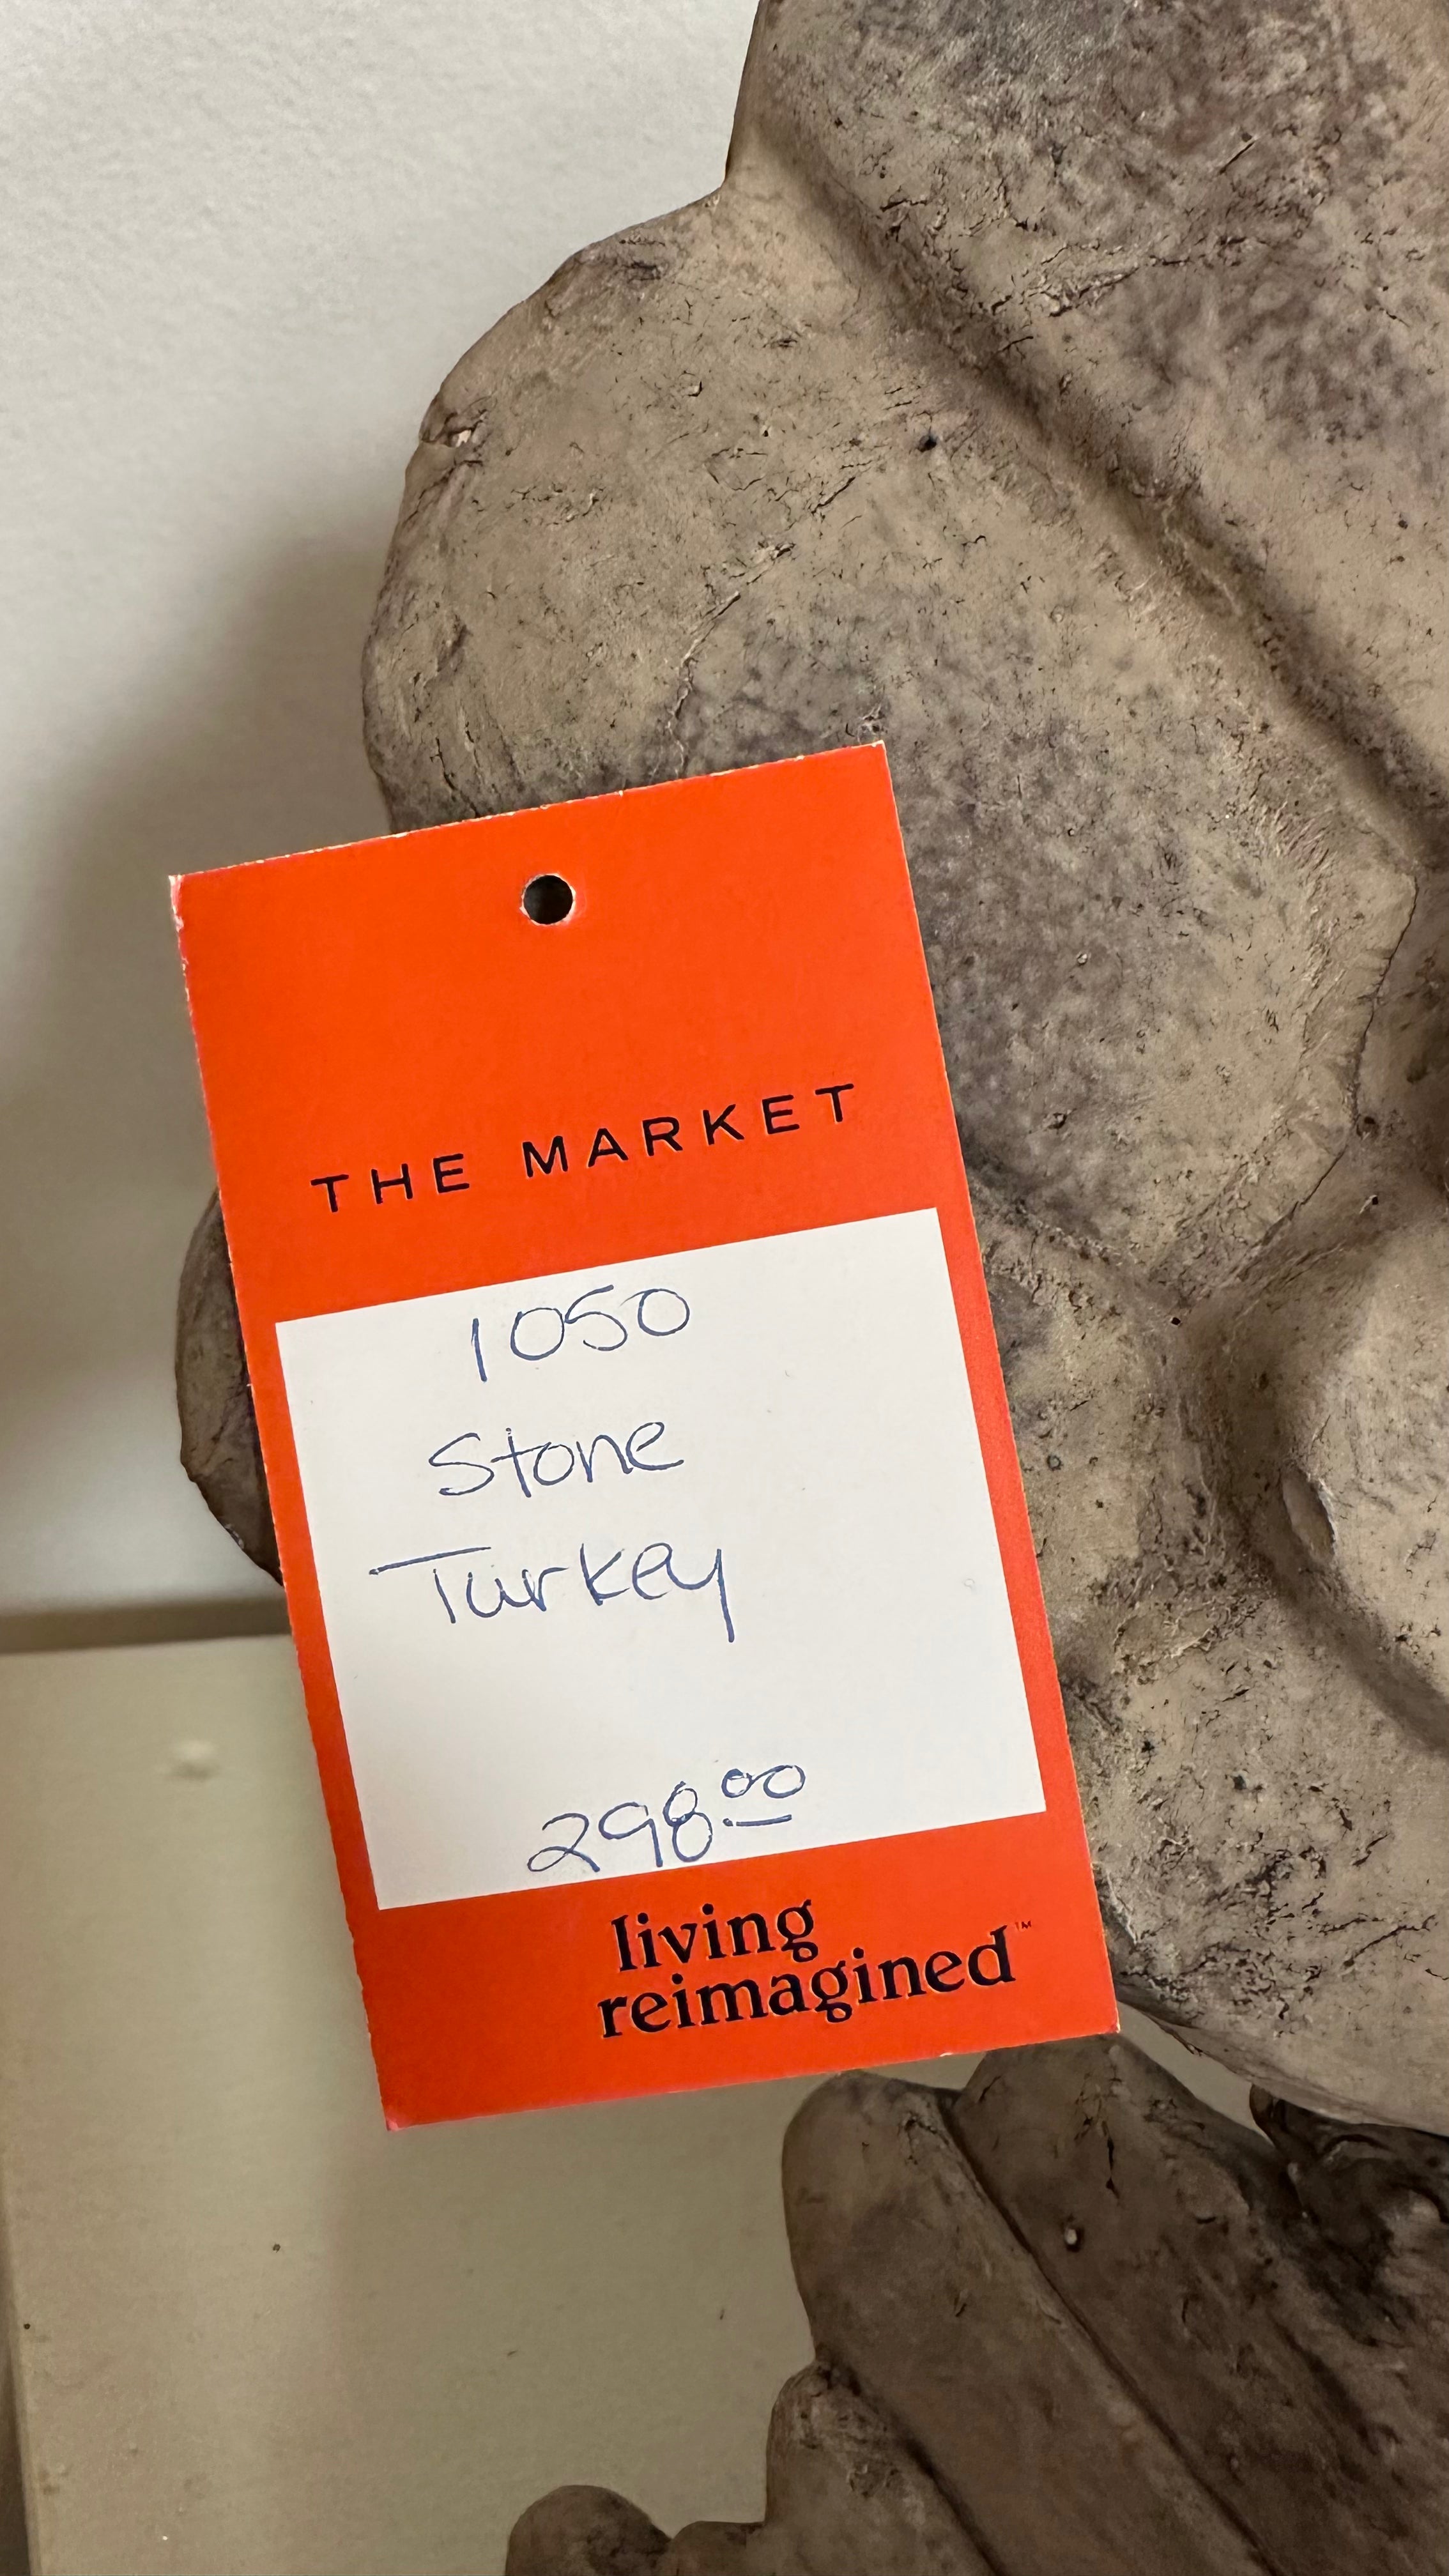 THE MARKET
1050
Stone
Turkey
298.00
living
reimagined™